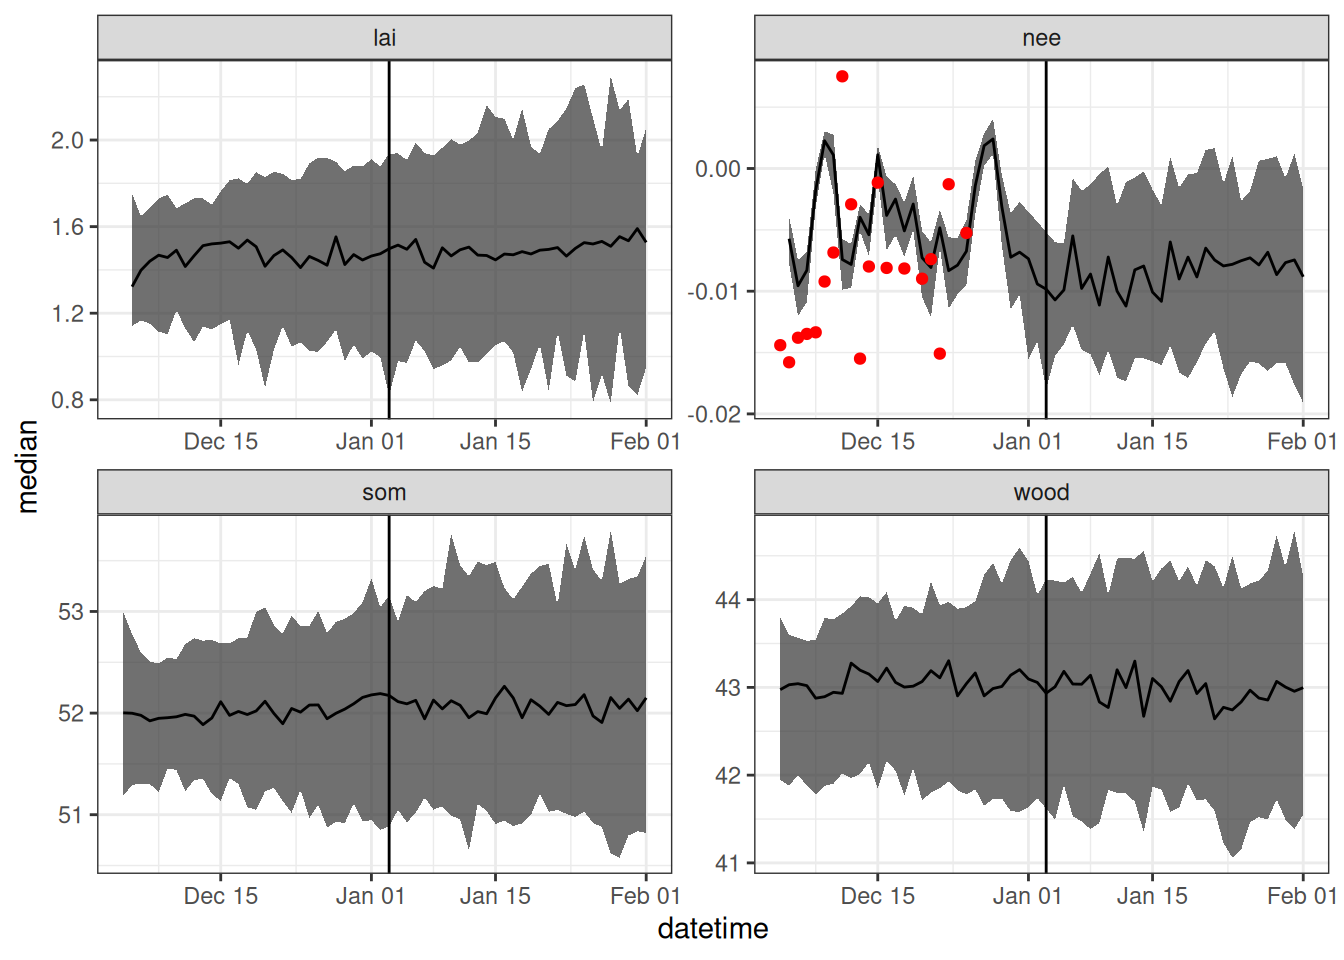 lai
nee
2.0
1.6
1.2
0.8
0.00
-0.01
-0.02
Dec 15 Jan 01 Jan 15 Feb 01
Dec 15 Jan 01 Jan 15 Feb 01
median
som
wood
53
52
51
44
43
42
41
Dec 15 Jan 01 Jan 15 Feb 01
Dec 15 Jan 01 Jan 15 Feb 01
datetime